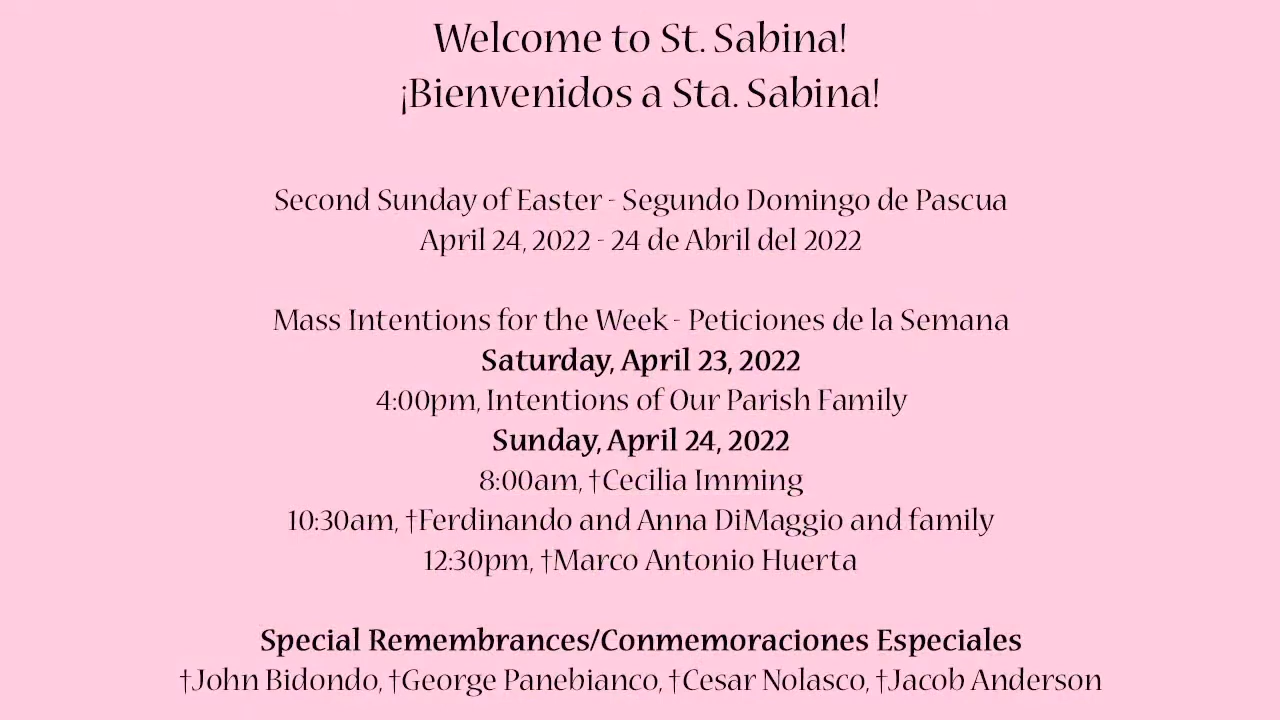 Welcome to St. Sabina!
¡Bienvenidos a Sta. Sabina!
Second Sunday of Easter - Segundo Domingo de Pascua
April 24, 2022 - 24 de Abril del 2022
Mass Intentions for the Week - Peticiones de la Semana
Saturday, April 23, 2022
4:00pm, Intentions of Our Parish Family
Sunday, April 24, 2022
8:00am, †Cecilia Imming
10:30am, †Ferdinando and Anna DiMaggio and family
12:30pm, †Marco Antonio Huerta
Special Remembrances/Conmemoraciones Especiales
†John Bidondo, †George Panebianco, †Cesar Nolasco, †Jacob Anderson